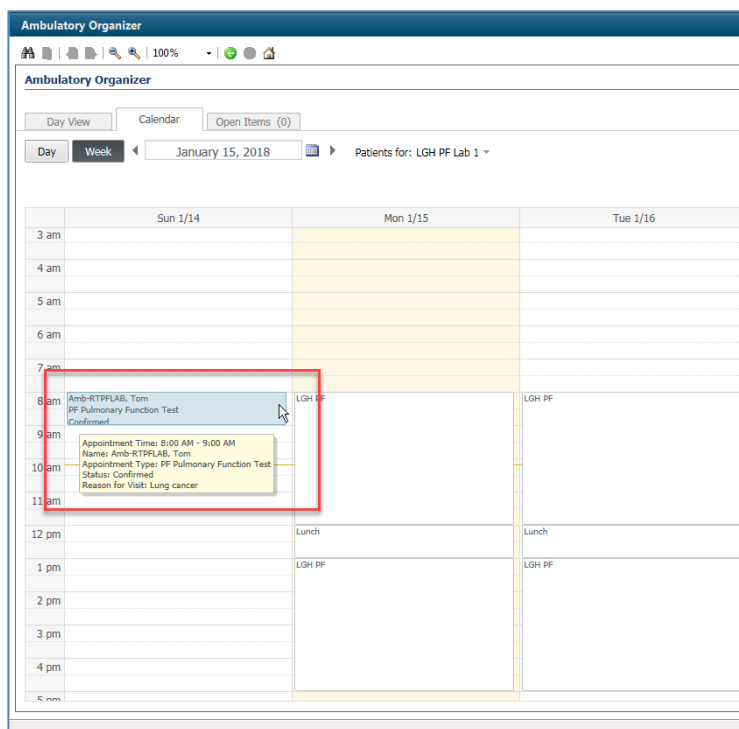 Ambulatory Organizer
100%
Ambulatory Organizer
Day View Calendar Open Items (0)
Day Week January 15, 2018 Patients for: LGH PF Lab 1
Sun 1/14 Mon 1/15 Tue 1/16
3 am
4 am
5 am
6 am
7 am
8 am Amb-RTPFLAB, Tom LGH PF LGH PF
PF Pulmonary Function Test
Confirmed
9 am
Appointment Time: 8:00 AM - 9:00 AM
Name: Amb-RTPFLAB, Tom
10 am Appointment Type: PF Pulmonary Function Test
Status: Confirmed
Reason for Visit: Lung cancer
11 am
12 pm Lunch Lunch
1 pm LGH PF LGH PF
2 pm
3 pm
4 pm
5 pm